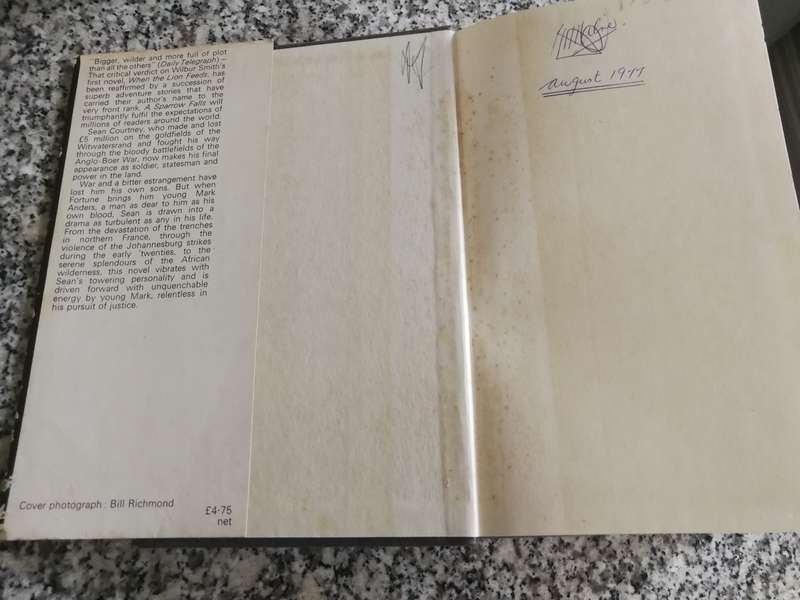 "Bigger, wilder and more full of plot
than all the others" (Daily Telegraph) –
That critical verdict on Wilbur Smith's
first novel, When the Lion Feeds, has
been reaffirmed by a succession of
superb adventure stories that have
carried their author's name to the
very front rank. A Sparrow Falls will
triumphantly fulfil the expectations of
millions of readers around the world.
Sean Courtney, who made and lost
£5 million on the goldfields of the
Witwatersrand and fought his way
through the bloody battlefields of the
Anglo-Boer War, now makes his final
appearance as soldier, statesman and
power in the land.
War and a bitter estrangement have
lost him his own sons. But when
Fortune brings him young Mark
Anders, a man as dear to him as his
own blood, Sean is drawn into a
drama as turbulent as any in his life.
From the devastation of the trenches
in northern France, through the
violence of the Johannesburg strikes
during the early 'twenties, to the
serene splendours of the African
wilderness, this novel vibrates with
Sean's towering personality and is
driven forward with unquenchable
energy by young Mark, relentless in
his pursuit of justice.
Cover photograph: Bill Richmond
£4·75
net
August 1977